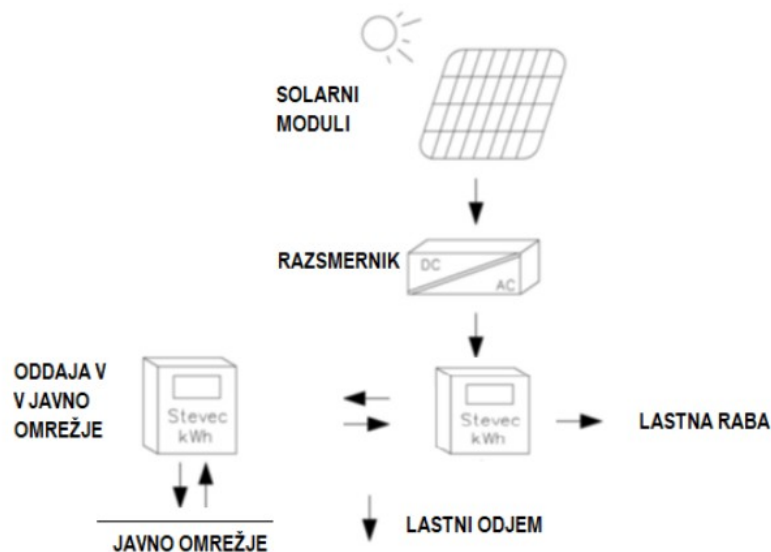 SOLARNI
MODULI
RAZSMERNIK
DC
AC
ODDAJA V
V JAVNO
OMREŽJE
Stevec
kWh
Stevec
kWh
LASTNA RABA
LASTNI ODJEM
JAVNO OMREŽJE